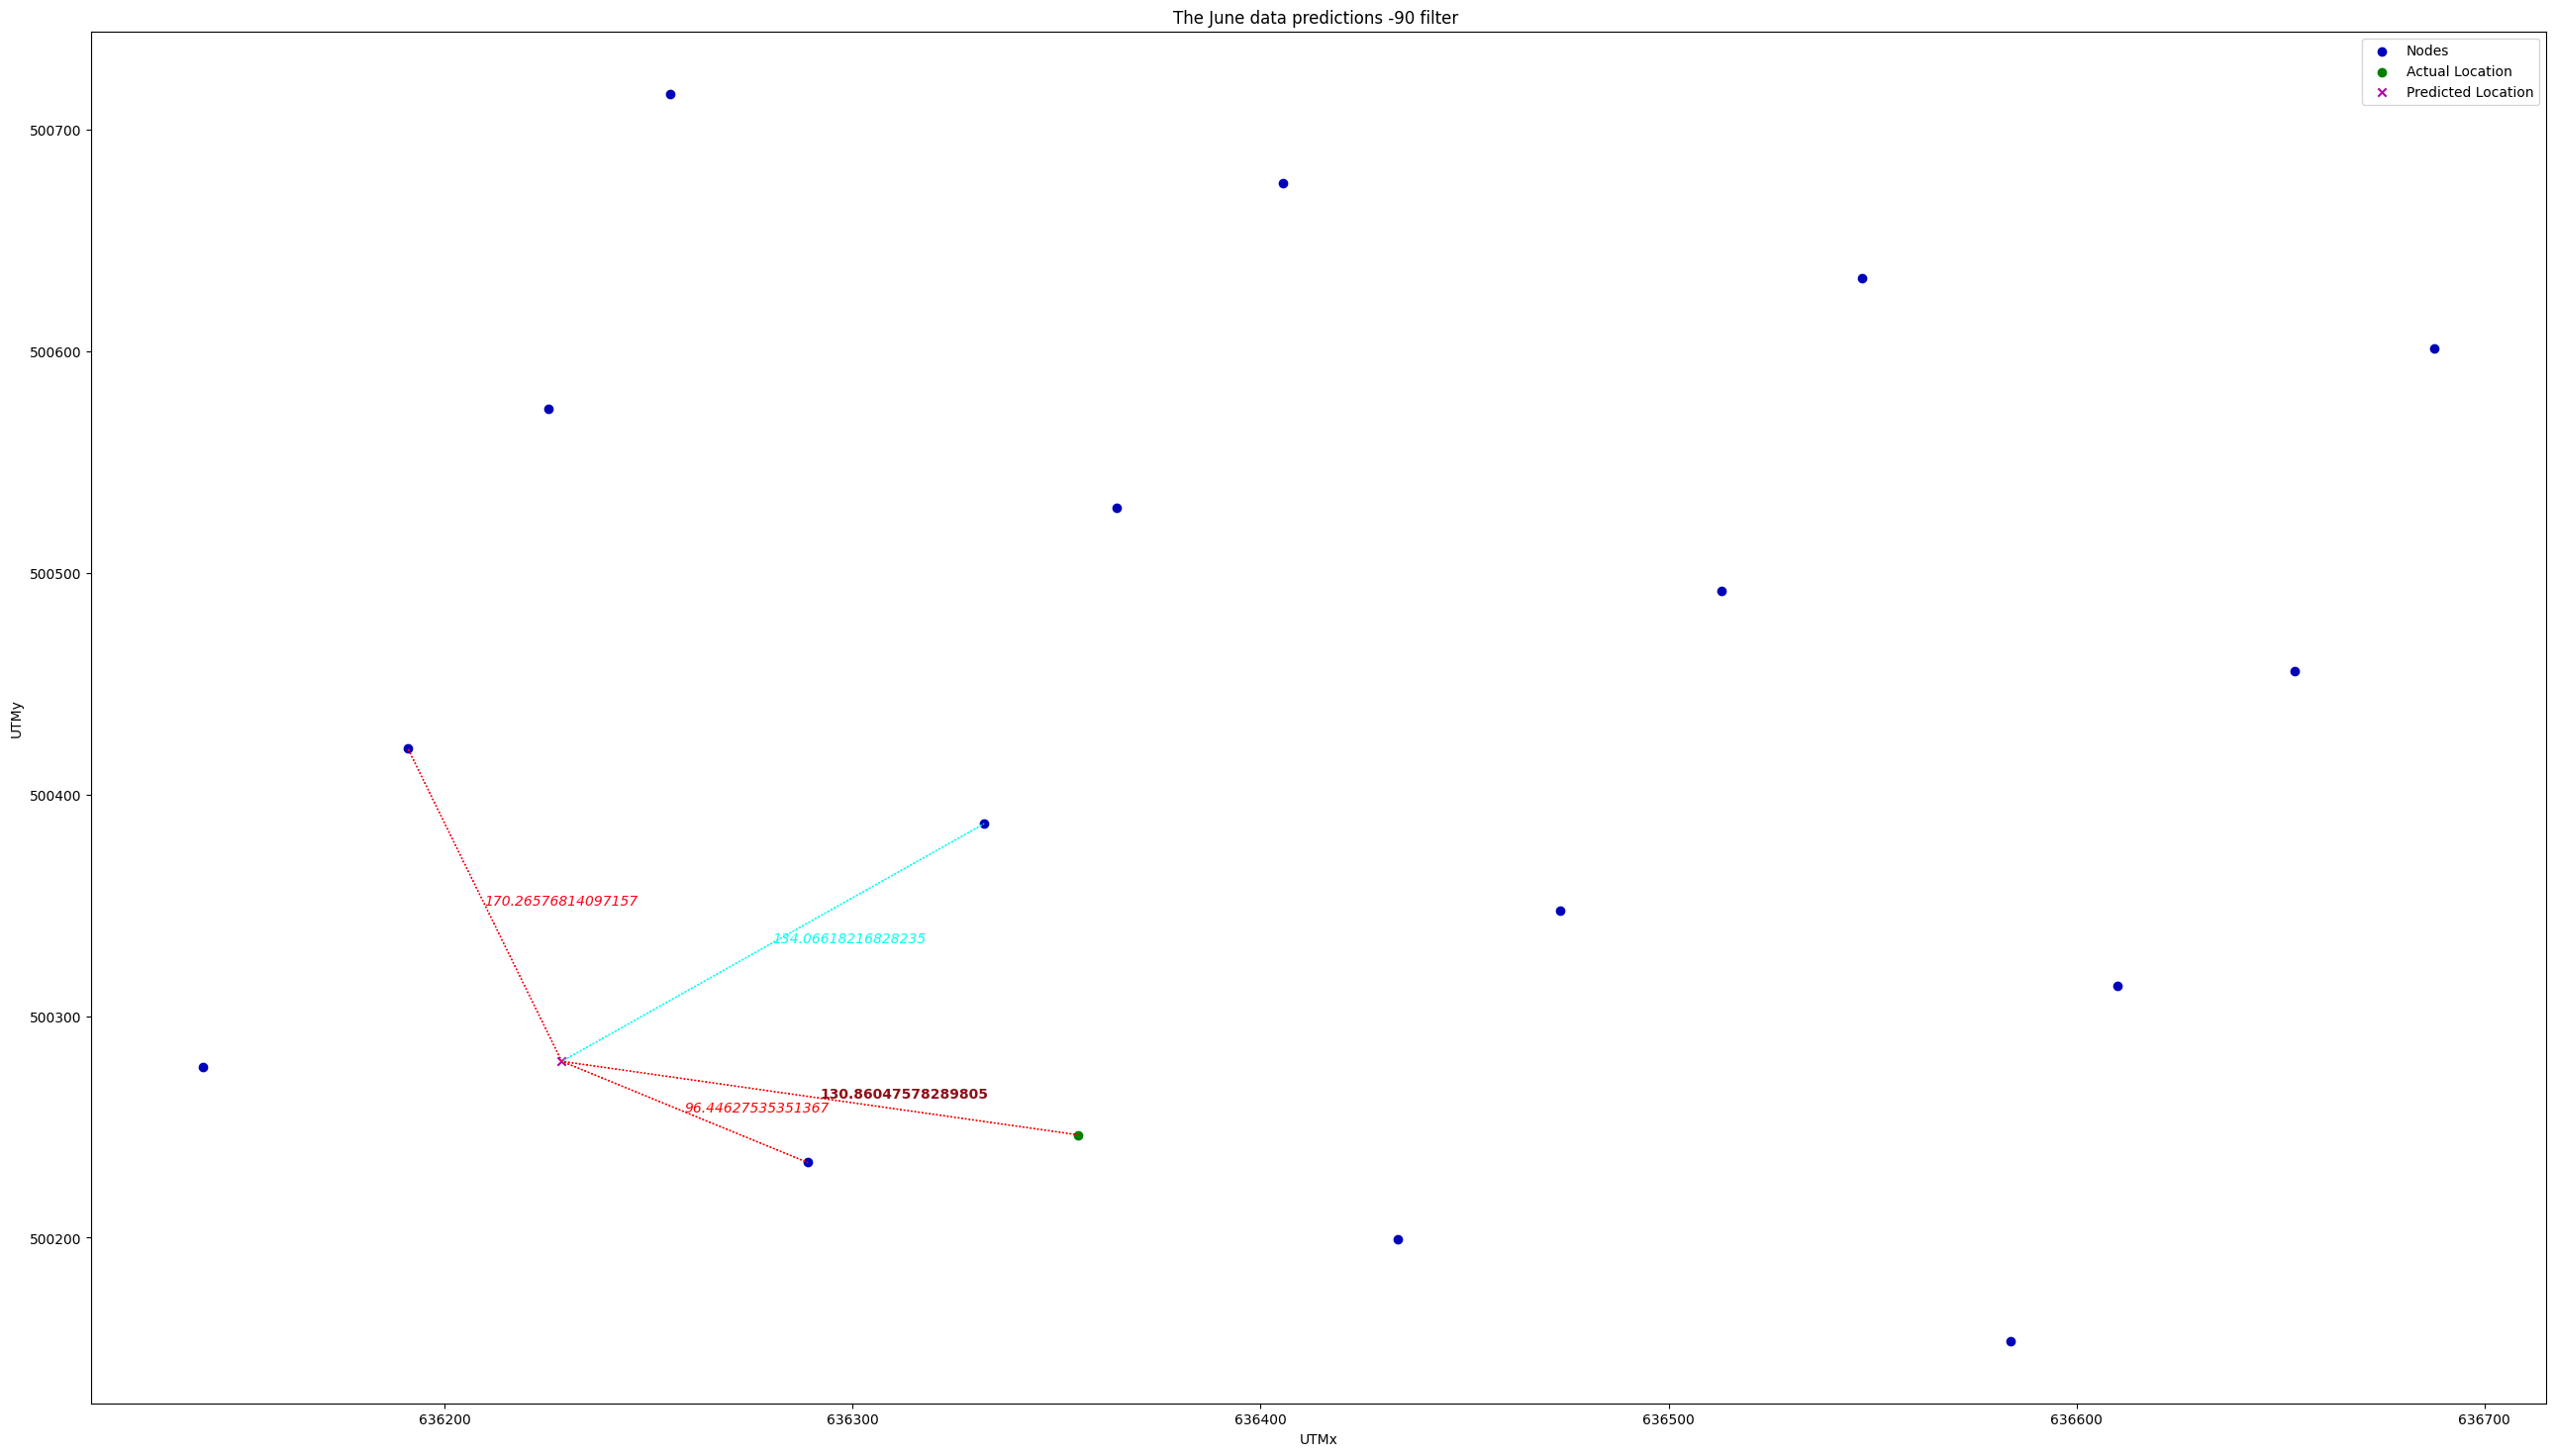 The June data predictions -90 filter
Nodes
Actual Location
Predicted Location
500700
500600
500500
500400
500300
500200
UTMy
170.26576814097157
134.06618216828235
130.86047578289805
96.44627535351367
636200
636300
636400
636500
636600
636700
UTMx